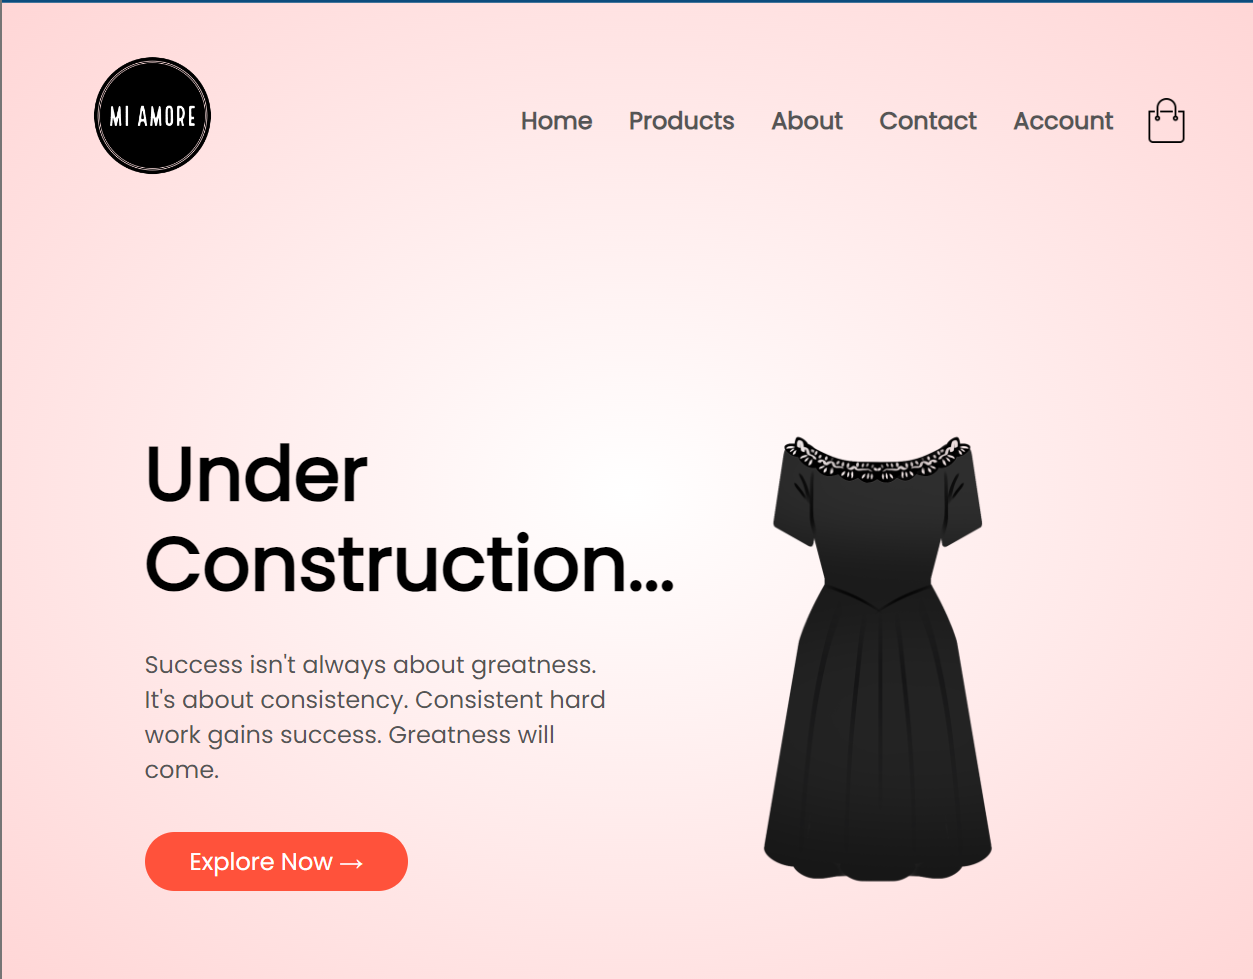 MI AMORE
Home Products About Contact Account
Under
Construction...
Success isn't always about greatness.
It's about consistency. Consistent hard
work gains success. Greatness will
come.
Explore Now →